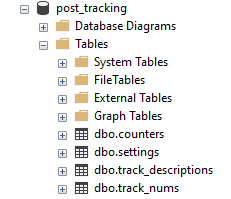 post_tracking
Database Diagrams
Tables
System Tables
FileTables
External Tables
Graph Tables
dbo.counters
dbo.settings
dbo.track_descriptions
dbo.track_nums